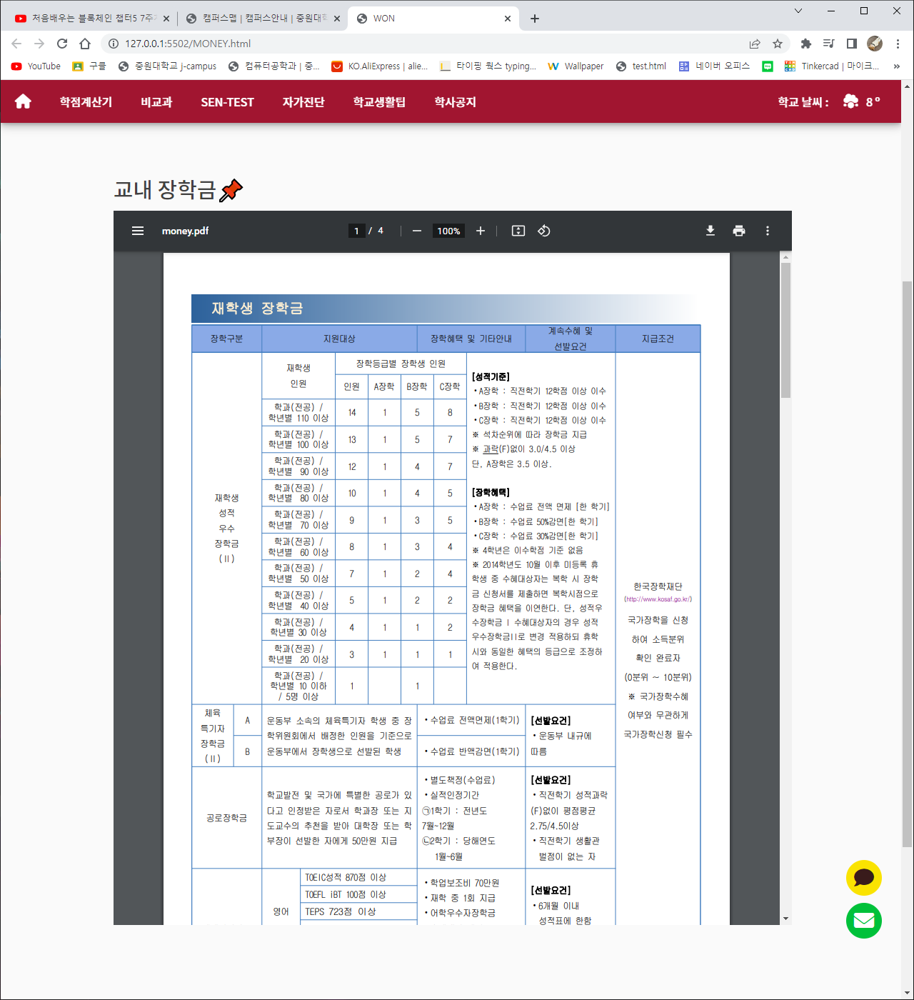 처음배우는 블록체인 챕터5 7주
캠퍼스맵 | 캠퍼스안내 | 중원대
WON
127.0.0.1:5502/MONEY.html
YouTube
구글
중원대학교 j-campus
컴퓨터공학과 | 중...
KO.AliExpress | alie...
타이핑 웍스 typing...
Wallpaper
test.html
네이버 오피스
Tinkercad | 마이크...
»
학점계산기 비교과 SEN-TEST 자가진단 학교생활팁 학사공지 학교 날씨 : 8 º
교내 장학금
money.pdf 1 / 4 100%
재학생 장학금
장학구분 지원대상 장학혜택 및 기타안내 계속수혜 및
선발요건
지급조건
재학생
성적
우수
장학금
(Ⅱ)
재학생
인원
장학등급별 장학생 인원
인원 A장학 B장학 C장학
학과(전공) /
학년별 110 이상 14 1 5 8
학과(전공) /
학년별 100 이상 13 1 5 7
학과(전공) /
학년별 90 이상 12 1 4 7
학과(전공) /
학년별 80 이상 10 1 4 5
학과(전공) /
학년별 70 이상 9 1 3 5
학과(전공) /
학년별 60 이상 8 1 3 4
학과(전공) /
학년별 50 이상 7 1 2 4
학과(전공) /
학년별 40 이상 5 1 2 2
학과(전공) /
학년별 30 이상 4 1 1 2
학과(전공) /
학년별 20 이상 3 1 1 1
학과(전공) /
학년별 10 이하
/ 5명 이상 1 1
[성적기준]
•A장학 : 직전학기 12학점 이상 이수
•B장학 : 직전학기 12학점 이상 이수
•C장학 : 직전학기 12학점 이상 이수
※ 석차순위에 따라 장학금 지급
※ 과락(F)없이 3.0/4.5 이상
단, A장학은 3.5 이상.
[장학혜택]
•A장학 : 수업료 전액 면제 [한 학기]
•B장학 : 수업료 50%감면[한 학기]
•C장학 : 수업료 30%감면[한 학기]
※ 4학년은 이수학점 기준 없음
※ 2014학년도 10월 이후 미등록 휴
학생 중 수혜대상자는 복학 시 장학
금 신청서를 제출하면 복학시점으로
장학금 혜택을 이연한다. 단, 성적우
수장학금 Ⅰ 수혜대상자의 경우 성적
우수장학금Ⅱ로 변경 적용하되 휴학
시와 동일한 혜택의 등급으로 조정하
여 적용한다.
한국장학재단
(http://www.kosaf.go.kr/)
국가장학을 신청
하여 소득분위
확인 완료자
(0분위 ~ 10분위)
※ 국가장학수혜
여부와 무관하게
국가장학신청 필수
체육
특기자
장학금
(Ⅱ)
A
B
운동부 소속의 체육특기자 학생 중 장
학위원회에서 배정한 인원을 기준으로
운동부에서 장학생으로 선발된 학생
•수업료 전액면제(1학기)
•수업료 반액감면(1학기)
[선발요건]
•운동부 내규에
따름
공로장학금
학교발전 및 국가에 특별한 공로가 있
다고 인정받은 자로서 학과장 또는 지
도교수의 추천을 받아 대학장 또는 학
부장이 선발한 자에게 50만원 지급
•별도책정(수업료)
•실적인정기간
㉠1학기 : 전년도
7월~12월
㉡2학기 : 당해연도
1월~6월
[선발요건]
•직전학기 성적과락
(F)없이 평점평균
2.75/4.50이상
•직전학기 생활관
벌점이 없는 자
영어
TOEIC성적 870점 이상
TOEFL iBT 100점 이상
TEPS 723점 이상
•학업보조비 70만원
•재학 중 1회 지급
•어학우수자장학금
[선발요건]
•6개월 이내
성적표에 한함